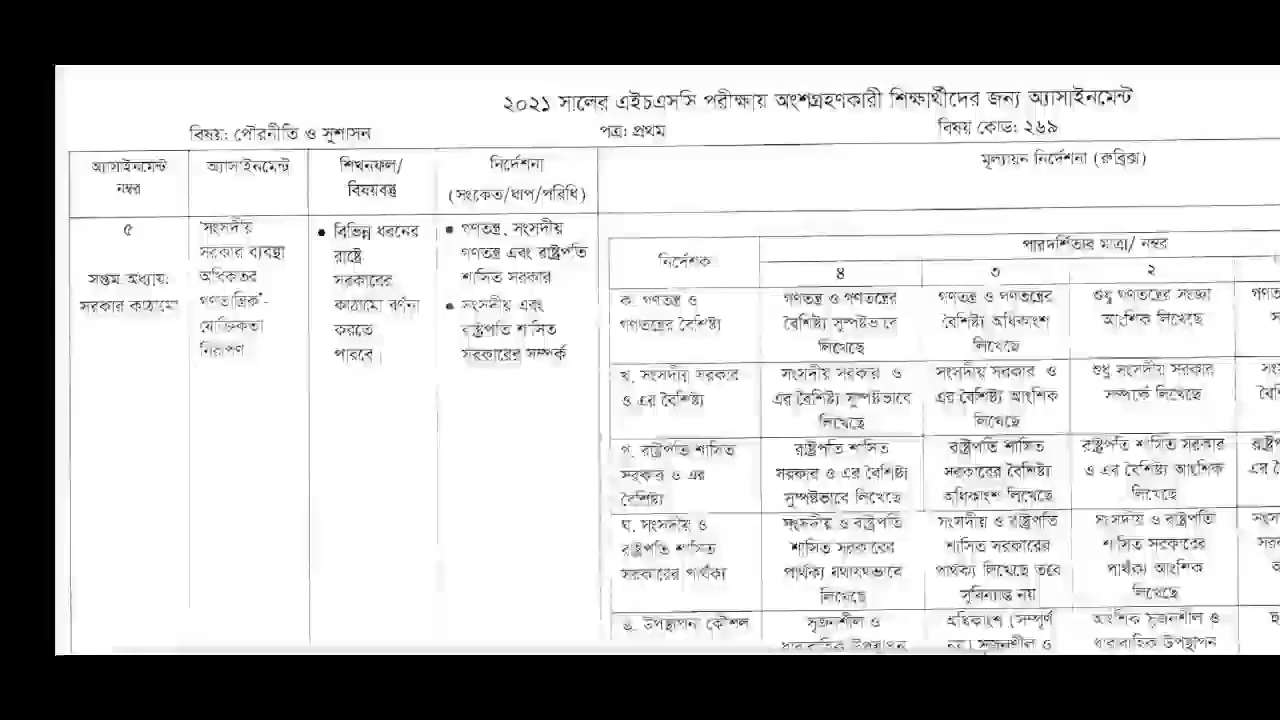 ২০২১ সালের এইচএসসি পরীক্ষায় অংশগ্রহণকারী শিক্ষার্থীদের জন্য অ্যাসাইনমেন্ট
বিষয়: পৌরনীতি ও সুশাসন
পত্র: প্রথম
বিষয় কোড: ২৬৯
অ্যাসাইনমেন্ট
নম্বর
অ্যাসাইনমেন্ট
শিখনফল/
বিষয়বস্তু
নির্দেশনা
(সংকেত/ধাপ/পরিধি)
মূল্যায়ন নির্দেশনা (রুব্রিক্স)
৫
সপ্তম অধ্যায়:
সরকার কাঠামো
'সংসদীয়
সরকার ব্যবস্থা
অধিকতর
গণতান্ত্রিক'-
যৌক্তিকতা
নিরূপণ
• বিভিন্ন ধরনের
রাষ্ট্রে
সরকারের
কাঠামো বর্ণনা
করতে
পারবে।
• গণতন্ত্র, সংসদীয়
গণতন্ত্র এবং রাষ্ট্রপতি
শাসিত সরকার
• সংসদীয় এবং
রাষ্ট্রপতি শাসিত
সরকারের সম্পর্ক
নির্দেশক
পারদর্শিতার মাত্রা/ নম্বর
৪
৩
২
ক. গণতন্ত্র ও
গণতন্ত্রের বৈশিষ্ট্য
গণতন্ত্র ও গণতন্ত্রের
বৈশিষ্ট্য সুস্পষ্টভাবে
লিখেছে
গণতন্ত্র ও গণতন্ত্রের
বৈশিষ্ট্য অধিকাংশ
লিখেছে
শুধু গণতন্ত্রের সংজ্ঞা
আংশিক লিখেছে
খ. সংসদীয় সরকার
ও এর বৈশিষ্ট্য
সংসদীয় সরকার ও
এর বৈশিষ্ট্য সুস্পষ্টভাবে
লিখেছে
সংসদীয় সরকার ও
এর বৈশিষ্ট্য আংশিক
লিখেছে
শুধু সংসদীয় সরকার
সম্পর্কে লিখেছে
গ. রাষ্ট্রপতি শাসিত
সরকার ও এর
বৈশিষ্ট্য
রাষ্ট্রপতি শাসিত
সরকার ও এর বৈশিষ্ট্য
সুস্পষ্টভাবে লিখেছে
রাষ্ট্রপতি শাসিত
সরকারের বৈশিষ্ট্য
অধিকাংশ লিখেছে
রাষ্ট্রপতি শাসিত সরকার
ও এর বৈশিষ্ট্য আংশিক
লিখেছে
ঘ. সংসদীয় ও
রাষ্ট্রপতি শাসিত
সরকারের পার্থক্য
সংসদীয় ও রাষ্ট্রপতি
শাসিত সরকারের
পার্থক্য যথাযথভাবে
লিখেছে
সংসদীয় ও রাষ্ট্রপতি
শাসিত সরকারের
পার্থক্য লিখেছে তবে
সুবিন্যস্ত নয়
সংসদীয় ও রাষ্ট্রপতি
শাসিত সরকারের
পার্থক্য আংশিক
লিখেছে
ঙ. উপস্থাপন কৌশল
সৃজনশীল ও
ধারাবাহিক উপস্থাপন
অধিকাংশ (সম্পূর্ণ
নয়) সৃজনশীল ও
আংশিক সৃজনশীল ও
ধারাবাহিক উপস্থাপন